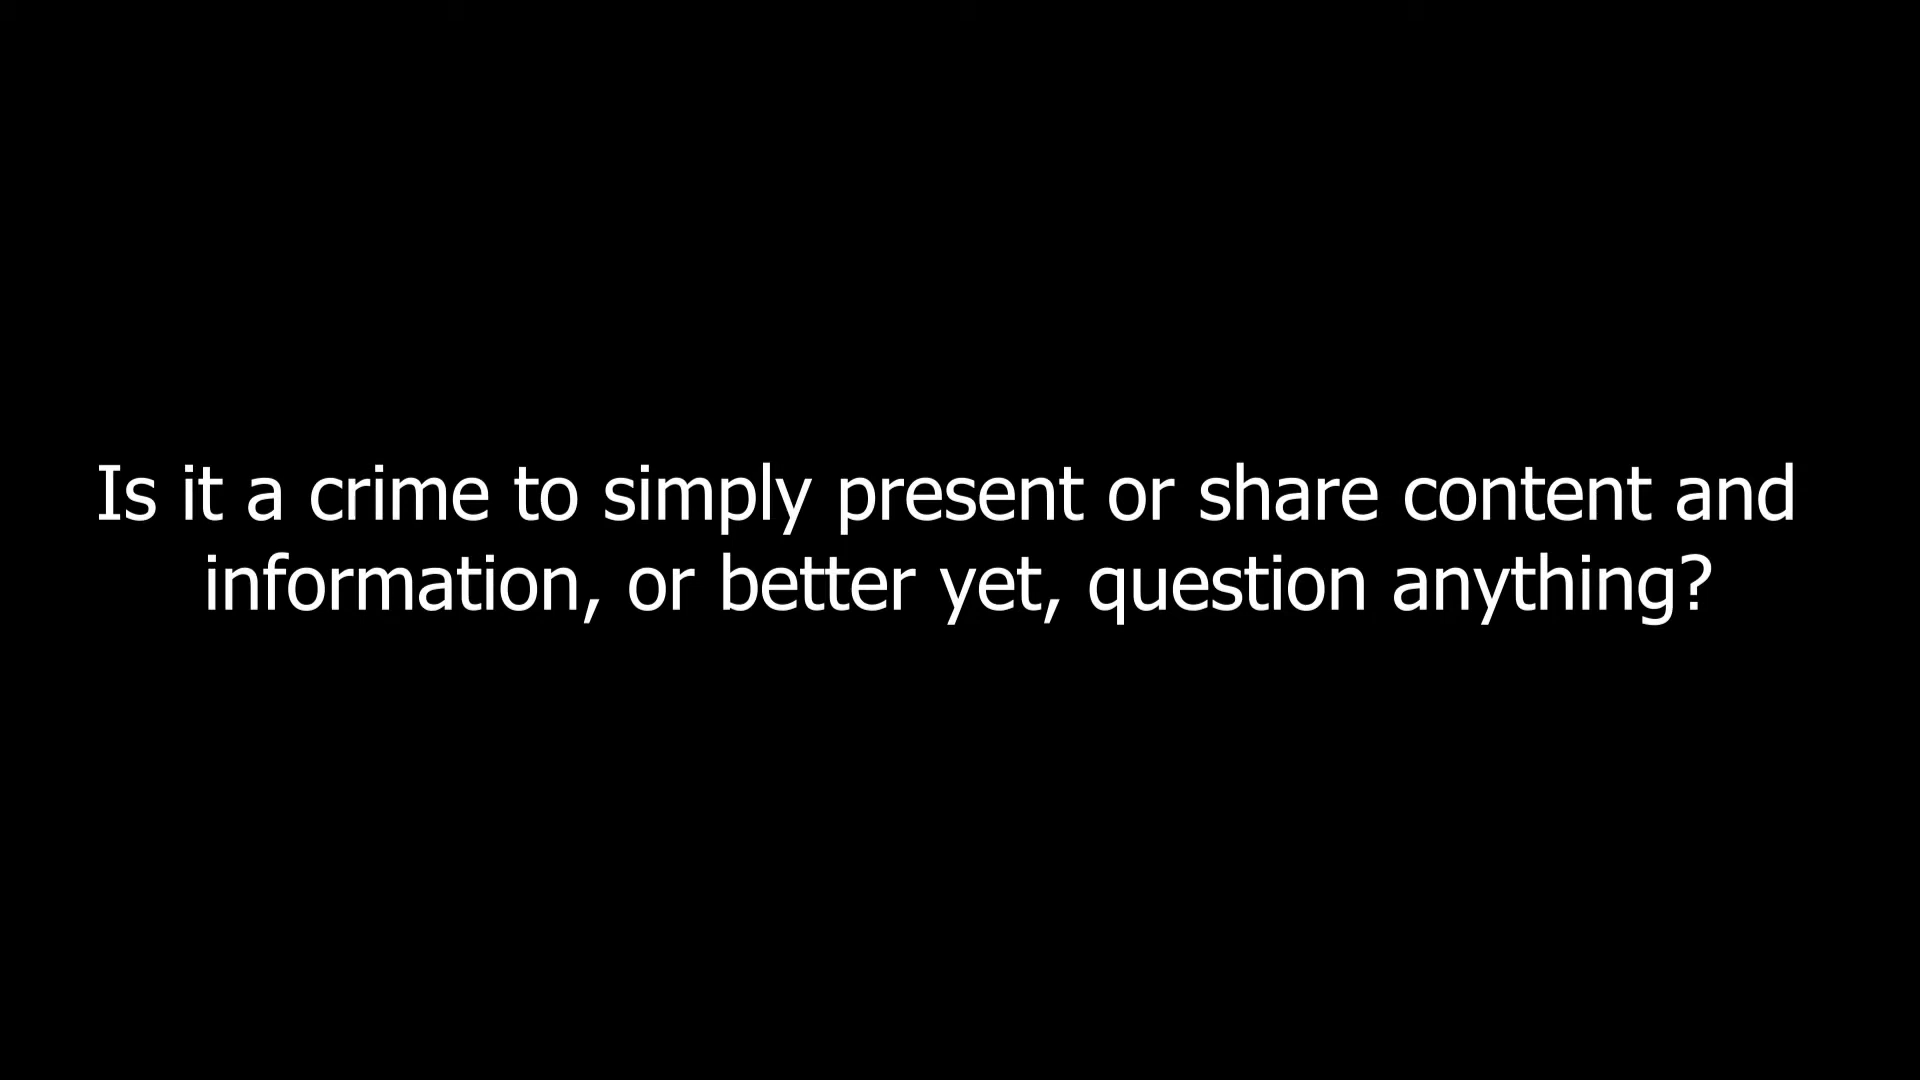 Is it a crime to simply present or share content and
information, or better yet, question anything?